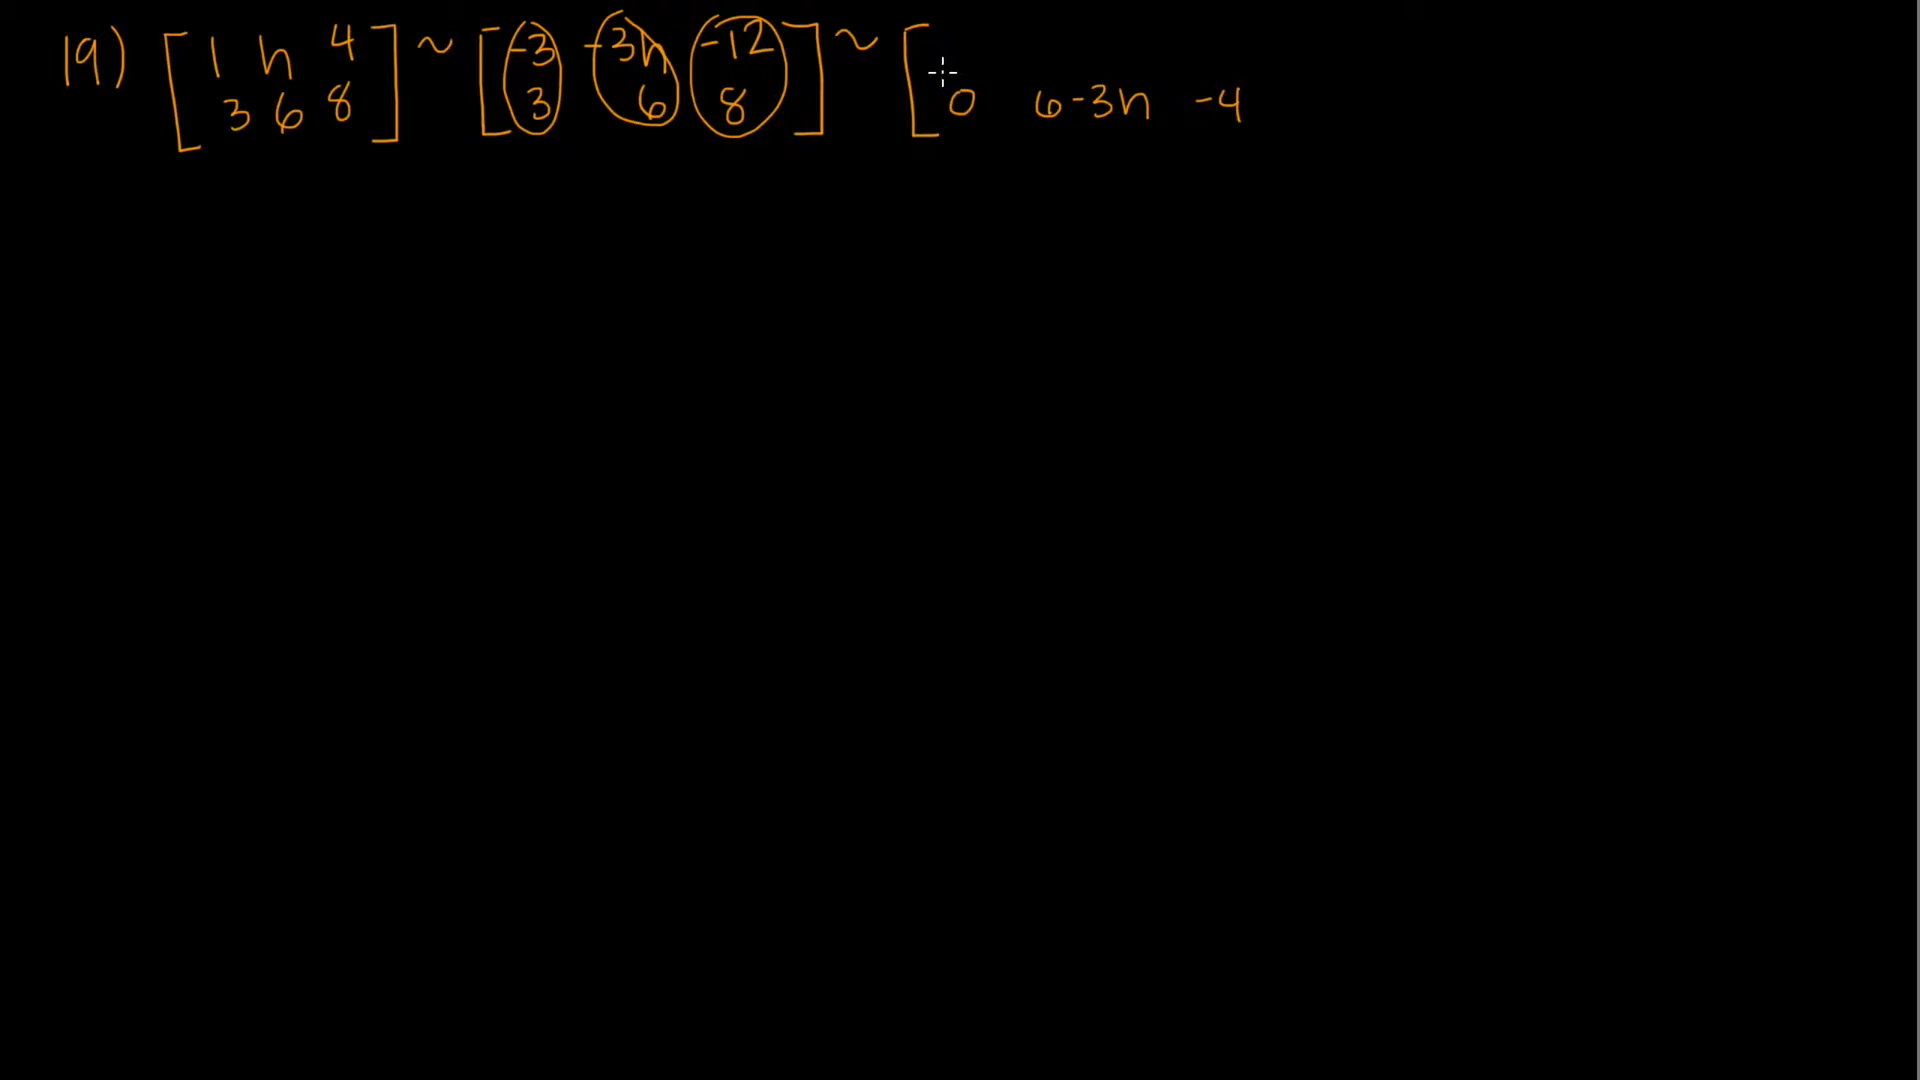 19) [ 1 h 4 ] ~ [ -3 -3h -12 ] ~ [
3 6 8 3 6 8 0 6-3h -4